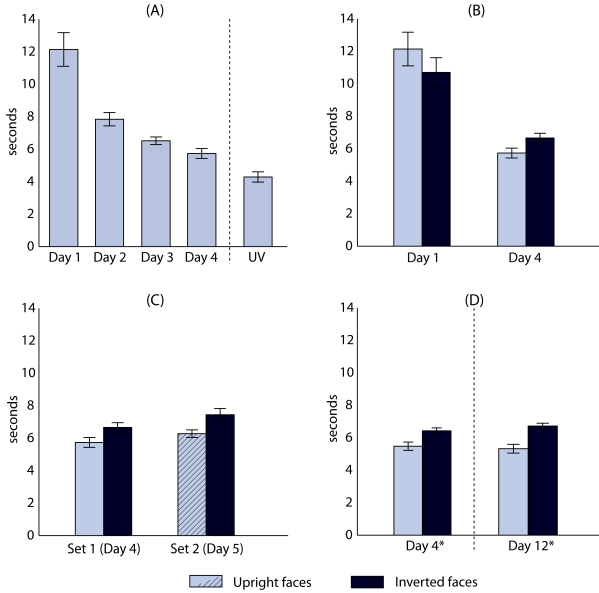 (A)
14
12
10
8
6
4
2
0
seconds
Day 1 Day 2 Day 3 Day 4 UV
(B)
14
12
10
8
6
4
2
0
seconds
Day 1 Day 4
(C)
14
12
10
8
6
4
2
0
seconds
Set 1 (Day 4) Set 2 (Day 5)
(D)
14
12
10
8
6
4
2
0
seconds
Day 4* Day 12*
Upright faces Inverted faces